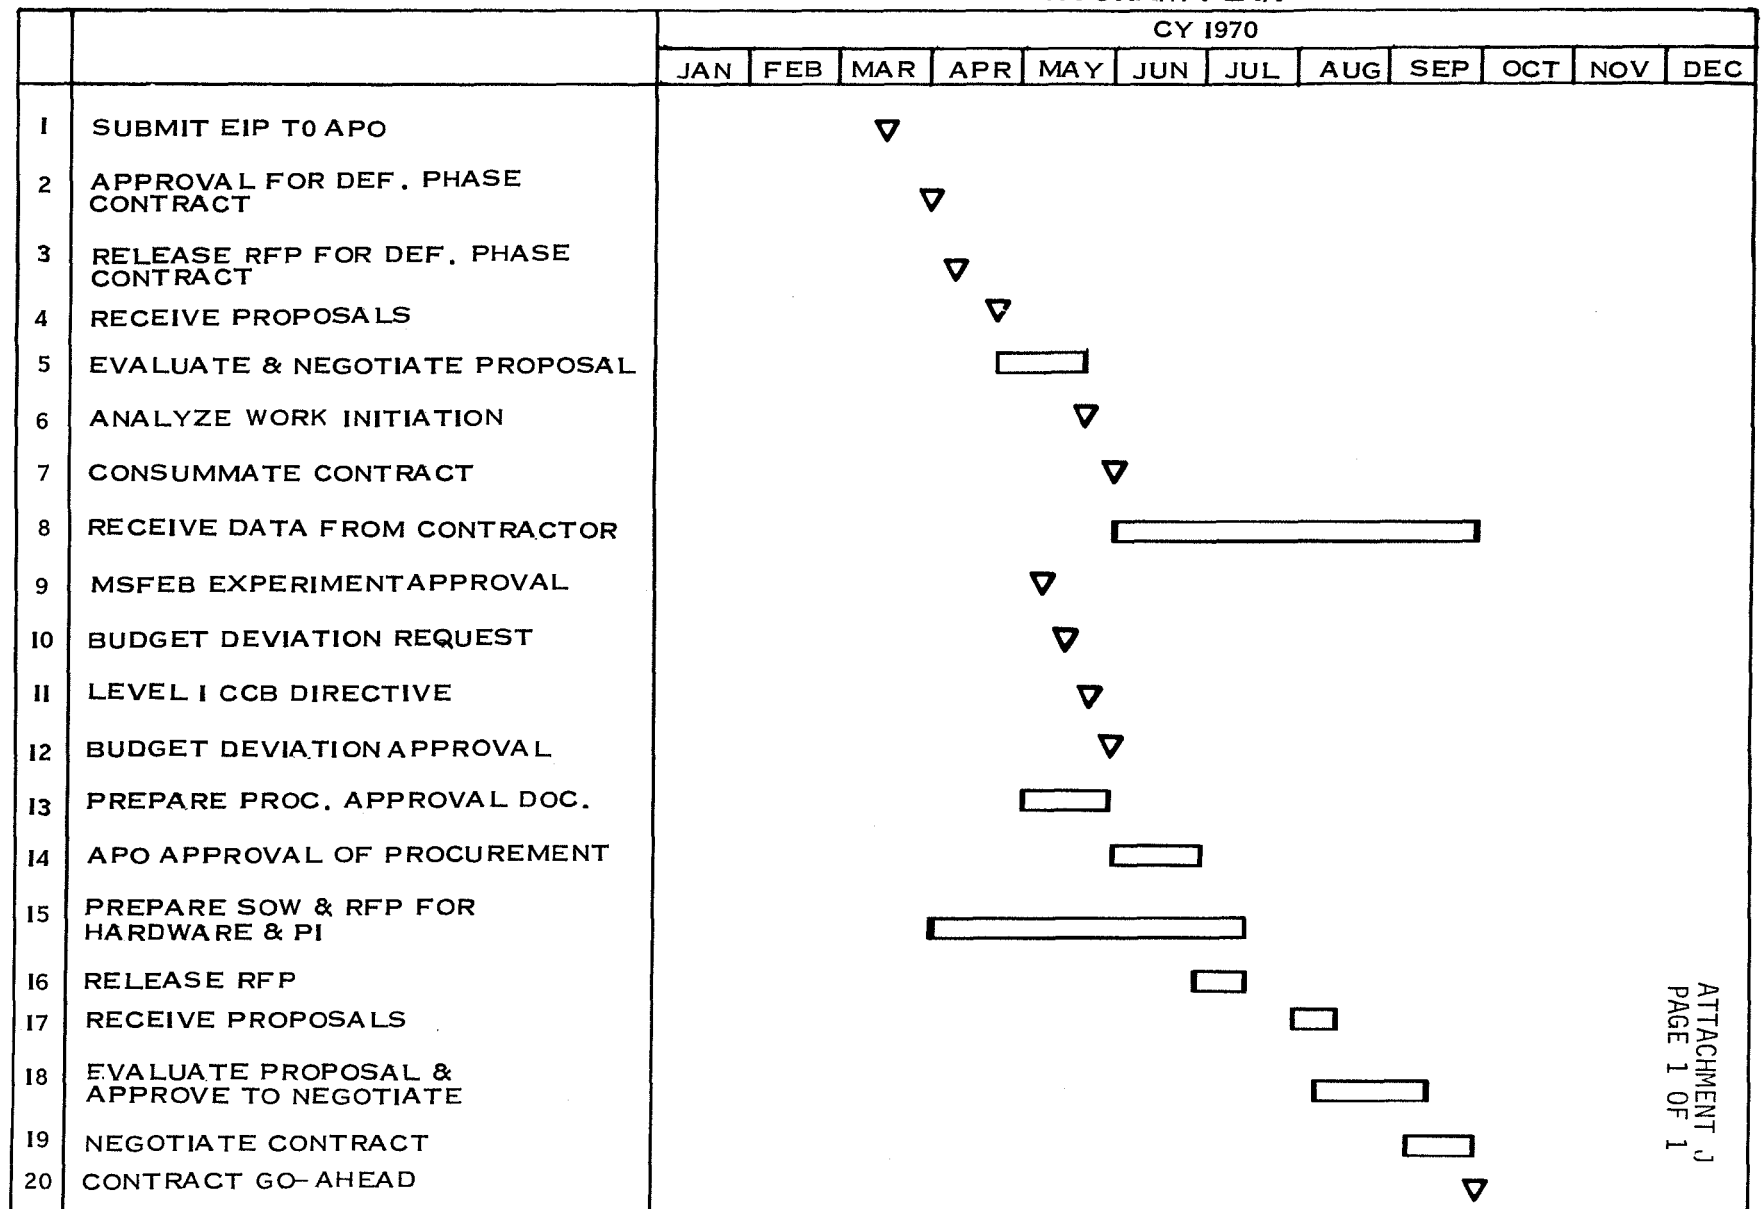 CY 1970
JAN FEB MAR APR MAY JUN JUL AUG SEP OCT NOV DEC
1 SUBMIT EIP TO APO
2 APPROVAL FOR DEF. PHASE
CONTRACT
3 RELEASE RFP FOR DEF. PHASE
CONTRACT
4 RECEIVE PROPOSALS
5 EVALUATE & NEGOTIATE PROPOSAL
6 ANALYZE WORK INITIATION
7 CONSUMMATE CONTRACT
8 RECEIVE DATA FROM CONTRACTOR
9 MSFEB EXPERIMENT APPROVAL
10 BUDGET DEVIATION REQUEST
11 LEVEL I CCB DIRECTIVE
12 BUDGET DEVIATION APPROVAL
13 PREPARE PROC. APPROVAL DOC.
14 APO APPROVAL OF PROCUREMENT
15 PREPARE SOW & RFP FOR
HARDWARE & PI
16 RELEASE RFP
17 RECEIVE PROPOSALS
18 EVALUATE PROPOSAL &
APPROVE TO NEGOTIATE
19 NEGOTIATE CONTRACT
20 CONTRACT GO-AHEAD
ATTACHMENT J
PAGE 1 OF 1